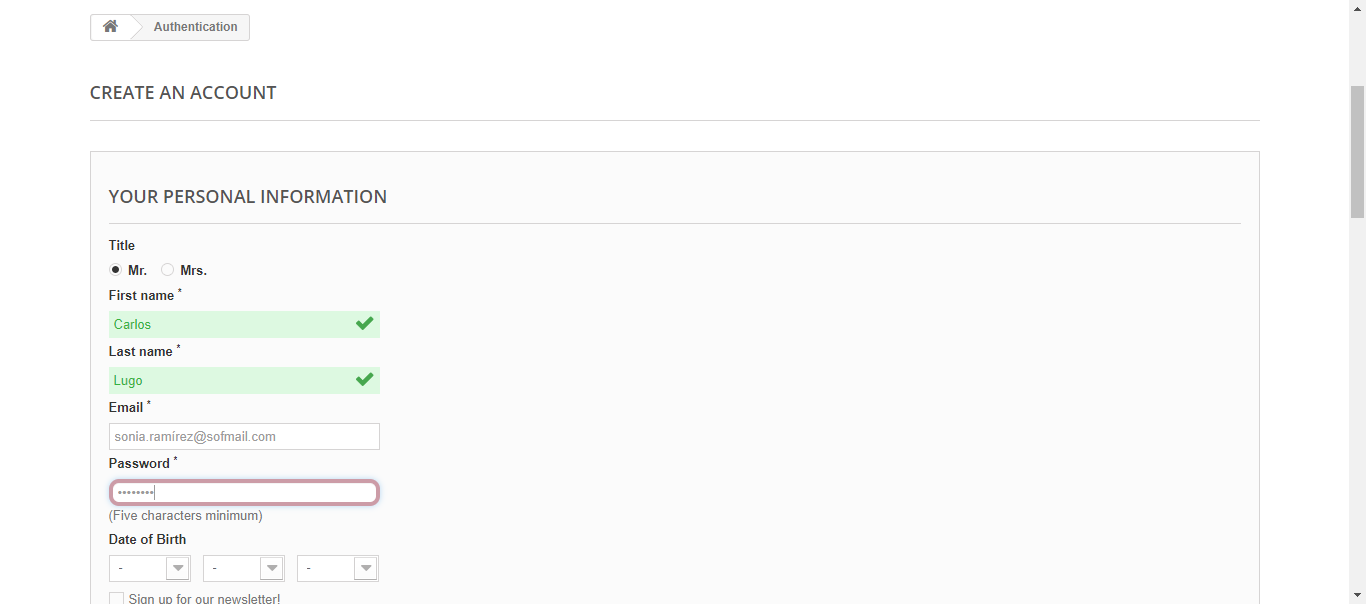 Authentication
CREATE AN ACCOUNT
YOUR PERSONAL INFORMATION
Title
Mr. Mrs.
First name *
Carlos
Last name *
Lugo
Email *
sonia.ramírez@sofmail.com
Password *
••••••••
(Five characters minimum)
Date of Birth
- - -
Sign up for our newsletter!